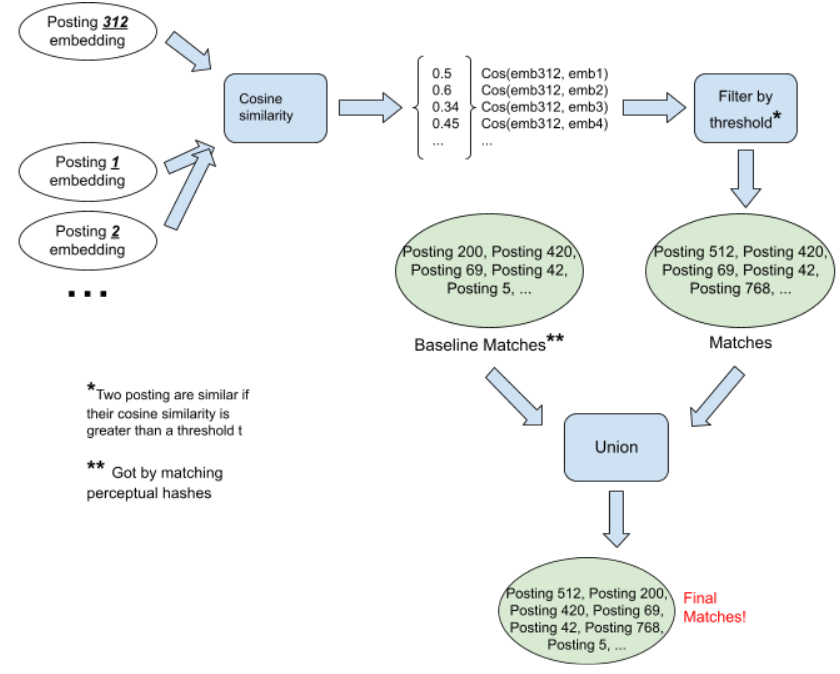 Posting 312
embedding
Cosine
similarity
0.5 Cos(emb312, emb1)
0.6 Cos(emb312, emb2)
0.34 Cos(emb312, emb3)
0.45 Cos(emb312, emb4)
... ...
Filter by
threshold*
Posting 1
embedding
Posting 2
embedding
...
Posting 200, Posting 420,
Posting 69, Posting 42,
Posting 5, ...
Baseline Matches**
Posting 512, Posting 420,
Posting 69, Posting 42,
Posting 768, ...
Matches
*Two posting are similar if
their cosine similarity is
greater than a threshold t
** Got by matching
perceptual hashes
Union
Posting 512, Posting 200,
Posting 420, Posting 69,
Posting 42, Posting 768,
Posting 5, ...
Final
Matches!